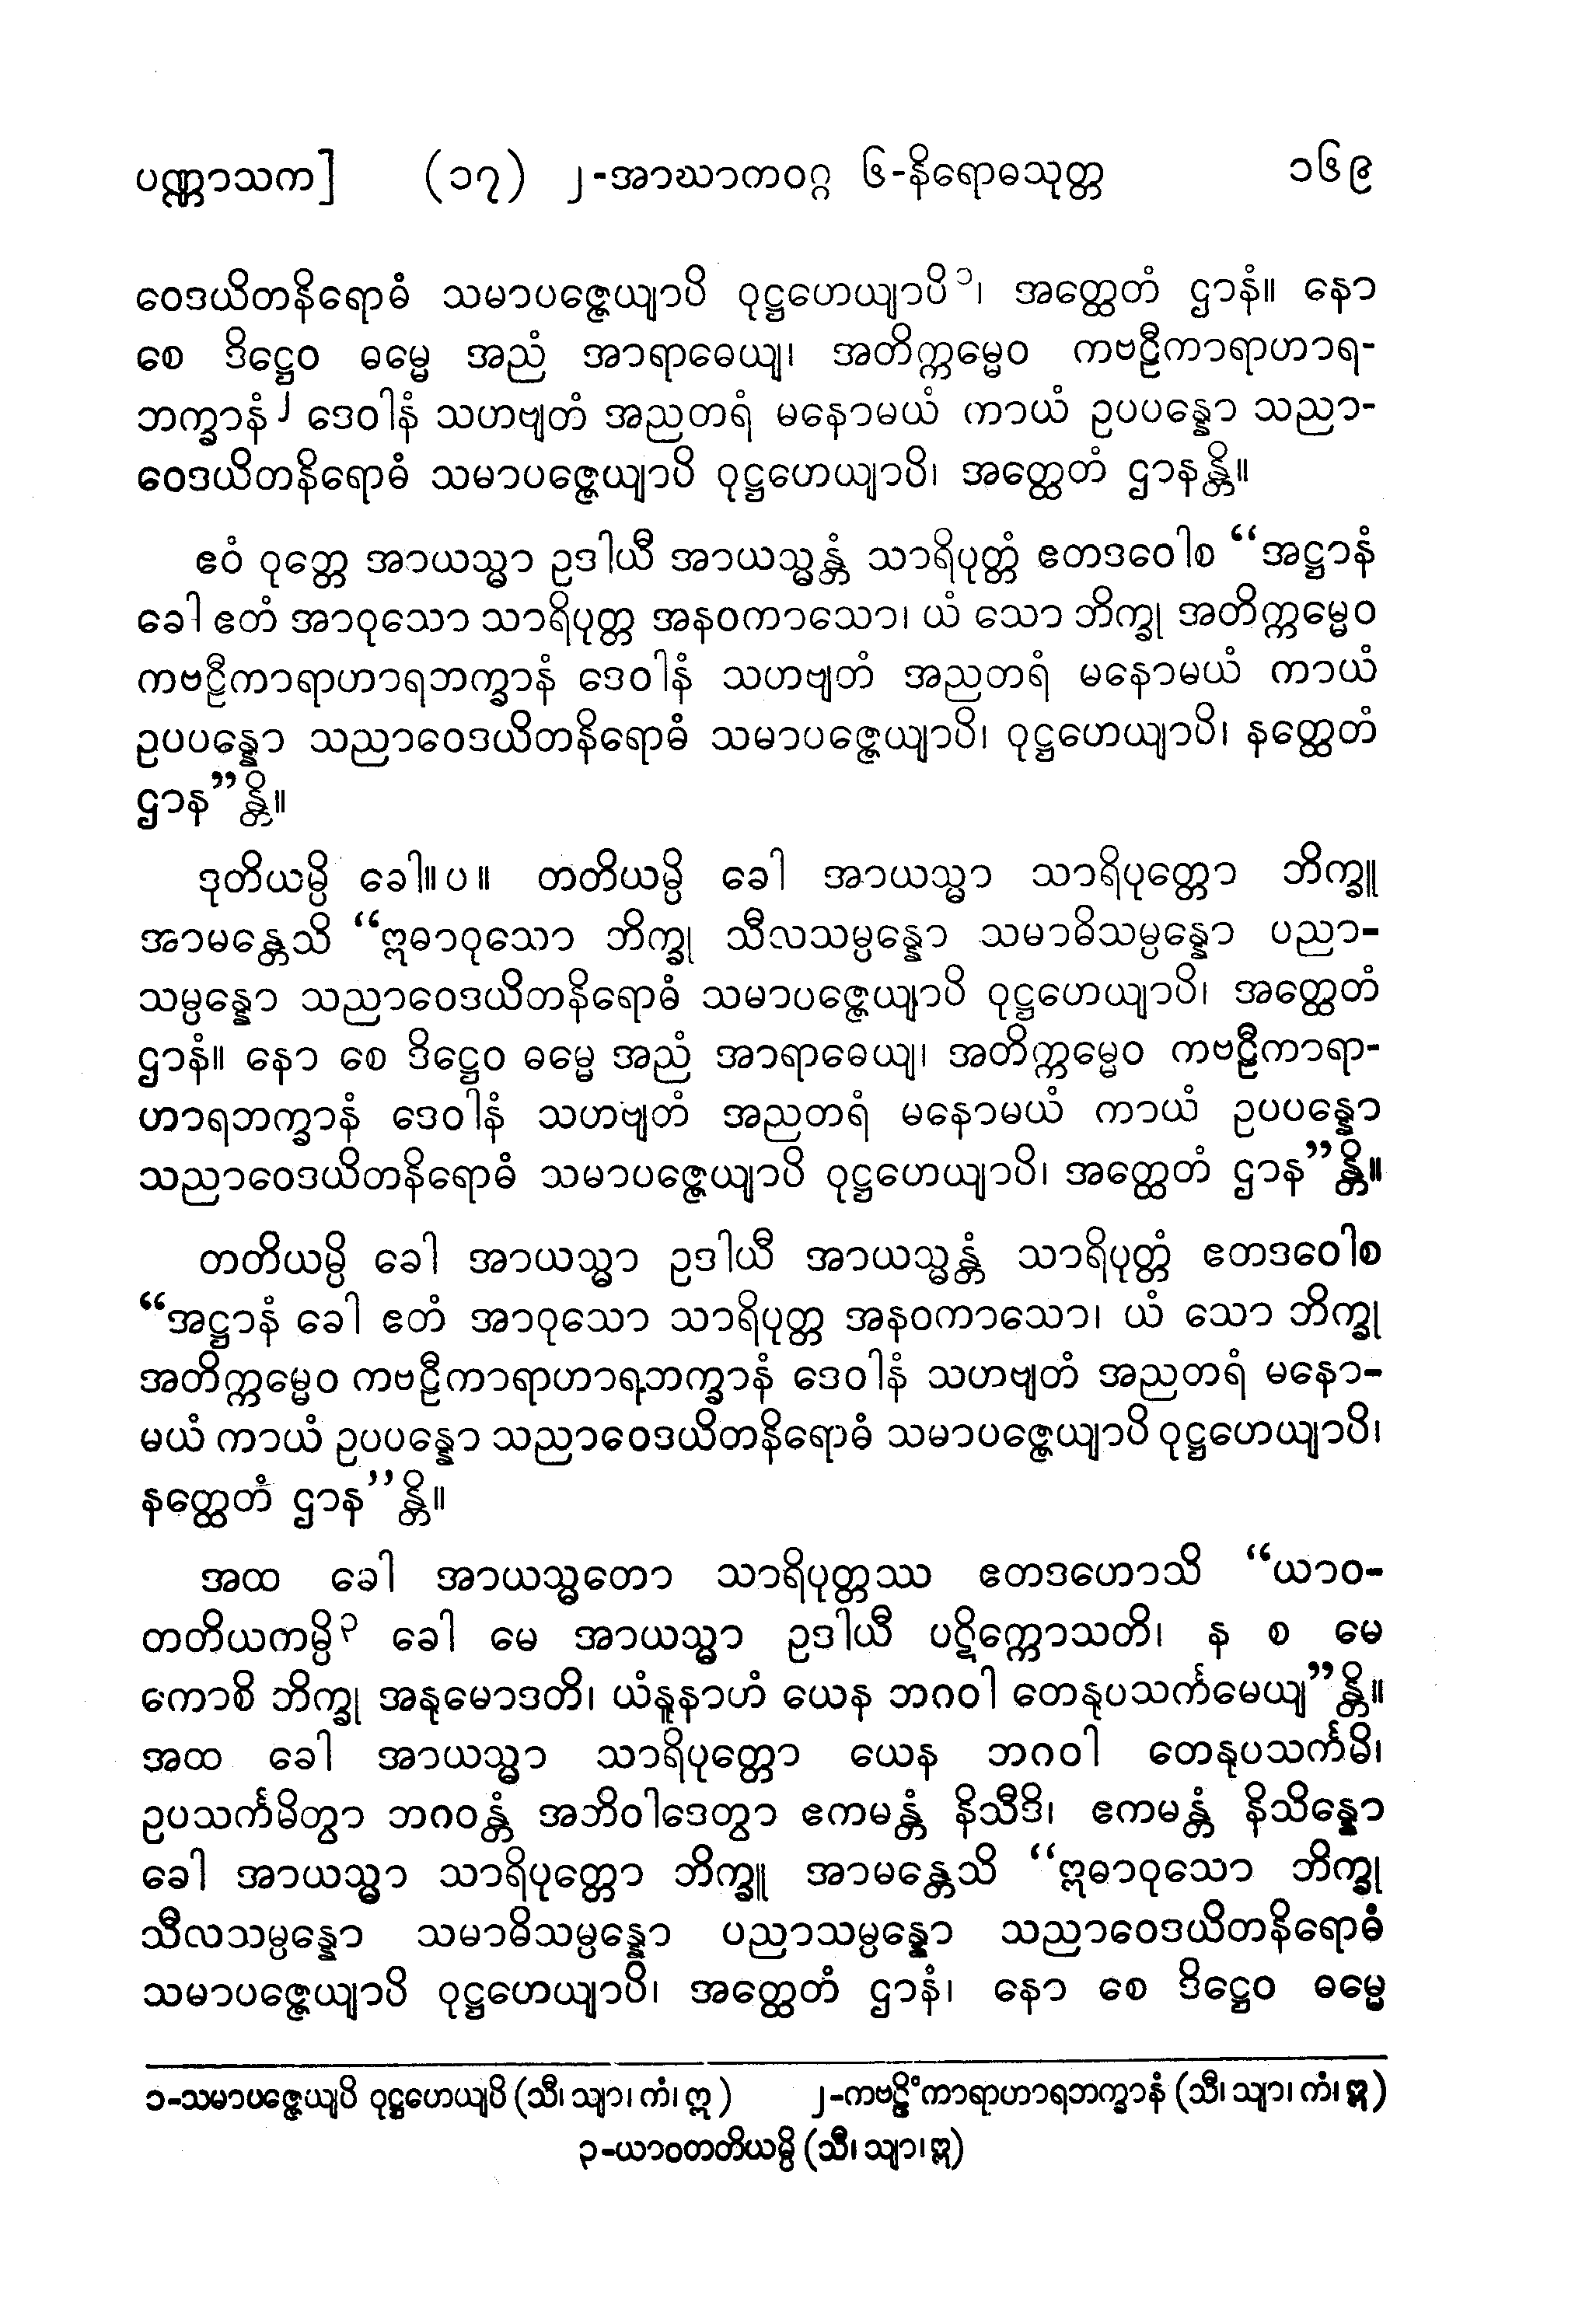 ပဏ္ဏာသက] (၁၇) ၂-အာဃာကဝဂ္ဂ ၆-နိရောဓသုတ္တ ၁၆၉
ဝေဒယိတနိရောဓံ သမာပဇ္ဇေယျာပိ ဝုဋ္ဌဟေယျာပိ၁၊ အတ္ထေတံ ဌာနံ။ နော
စေ ဒိဋ္ဌေဝ ဓမ္မေ အညံ အာရာဓေယျ၊ အတိက္ကမ္မေဝ ကဗဠီကာရာဟာရ-
ဘက္ခာနံ၂ ဒေဝါနံ သဟဗျတံ အညတရံ မနောမယံ ကာယံ ဥပပန္နော သညာ-
ဝေဒယိတနိရောဓံ သမာပဇ္ဇေယျာပိ ဝုဋ္ဌဟေယျာပိ၊ အတ္ထေတံ ဌာနန္တိ။
ဧဝံ ဝုတ္တေ အာယသ္မာ ဥဒါယီ အာယသ္မန္တံ သာရိပုတ္တံ ဧတဒဝေါစ “အဋ္ဌာနံ
ခေါ ဧတံ အာဝုသော သာရိပုတ္တ အနဝကာသော၊ ယံ သော ဘိက္ခု အတိက္ကမ္မေဝ
ကဗဠီကာရာဟာရဘက္ခာနံ ဒေဝါနံ သဟဗျတံ အညတရံ မနောမယံ ကာယံ
ဥပပန္နော သညာဝေဒယိတနိရောဓံ သမာပဇ္ဇေယျာပိ၊ ဝုဋ္ဌဟေယျာပိ၊ နတ္ထေတံ
ဌာန”န္တိ။
ဒုတိယမ္ပိ ခေါ။ပ။ တတိယမ္ပိ ခေါ အာယသ္မာ သာရိပုတ္တော ဘိက္ခူ
အာမန္တေသိ “ဣဓာဝုသော ဘိက္ခု သီလသမ္ပန္နော သမာဓိသမ္ပန္နော ပညာ-
သမ္ပန္နော သညာဝေဒယိတနိရောဓံ သမာပဇ္ဇေယျာပိ ဝုဋ္ဌဟေယျာပိ၊ အတ္ထေတံ
ဌာနံ။ နော စေ ဒိဋ္ဌေဝ ဓမ္မေ အညံ အာရာဓေယျ၊ အတိက္ကမ္မေဝ ကဗဠီကာရာ-
ဟာရဘက္ခာနံ ဒေဝါနံ သဟဗျတံ အညတရံ မနောမယံ ကာယံ ဥပပန္နော
သညာဝေဒယိတနိရောဓံ သမာပဇ္ဇေယျာပိ ဝုဋ္ဌဟေယျာပိ၊ အတ္ထေတံ ဌာန”န္တိ။
တတိယမ္ပိ ခေါ အာယသ္မာ ဥဒါယီ အာယသ္မန္တံ သာရိပုတ္တံ ဧတဒဝေါစ
“အဋ္ဌာနံ ခေါ ဧတံ အာဝုသော သာရိပုတ္တ အနဝကာသော၊ ယံ သော ဘိက္ခု
အတိက္ကမ္မေဝ ကဗဠီကာရာဟာရဘက္ခာနံ ဒေဝါနံ သဟဗျတံ အညတရံ မနော-
မယံ ကာယံ ဥပပန္နော သညာဝေဒယိတနိရောဓံ သမာပဇ္ဇေယျာပိ ဝုဋ္ဌဟေယျာပိ၊
နတ္ထေတံ ဌာန”န္တိ။
အထ ခေါ အာယသ္မတော သာရိပုတ္တဿ ဧတဒဟောသိ “ယာဝ-
တတိယကမ္ပိ၃ ခေါ မေ အာယသ္မာ ဥဒါယီ ပဋိက္ကောသတိ၊ န စ မေ
ကောစိ ဘိက္ခု အနုမောဒတိ၊ ယံနူနာဟံ ယေန ဘဂဝါ တေနုပသင်္ကမေယျ”န္တိ။
အထ ခေါ အာယသ္မာ သာရိပုတ္တော ယေန ဘဂဝါ တေနုပသင်္ကမိ၊
ဥပသင်္ကမိတွာ ဘဂဝန္တံ အဘိဝါဒေတွာ ဧကမန္တံ နိသီဒိ၊ ဧကမန္တံ နိသိန္နော
ခေါ အာယသ္မာ သာရိပုတ္တော ဘိက္ခူ အာမန္တေသိ “ဣဓာဝုသော ဘိက္ခု
သီလသမ္ပန္နော သမာဓိသမ္ပန္နော ပညာသမ္ပန္နော သညာဝေဒယိတနိရောဓံ
သမာပဇ္ဇေယျာပိ ဝုဋ္ဌဟေယျာပိ၊ အတ္ထေတံ ဌာနံ၊ နော စေ ဒိဋ္ဌေဝ ဓမ္မေ
၁-သမာပဇ္ဇေယျပိ ဝုဋ္ဌဟေယျပိ (သီ၊ သျာ၊ ကံ၊ ဣ) ၂-ကဗဠိံကာရာဟာရဘက္ခာနံ (သီ၊ သျာ၊ ကံ၊ ဣ)
၃-ယာဝတတိယမ္ပိ (သီ၊ သျာ၊ ဣ)